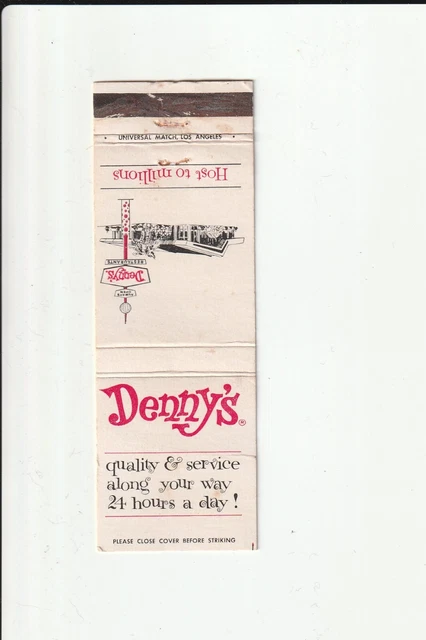 • UNIVERSAL MATCH, LOS ANGELES •
Host to millions
RESTAURANTS
Denny's
Denny's®
quality & service
along your way
24 hours a day!
PLEASE CLOSE COVER BEFORE STRIKING